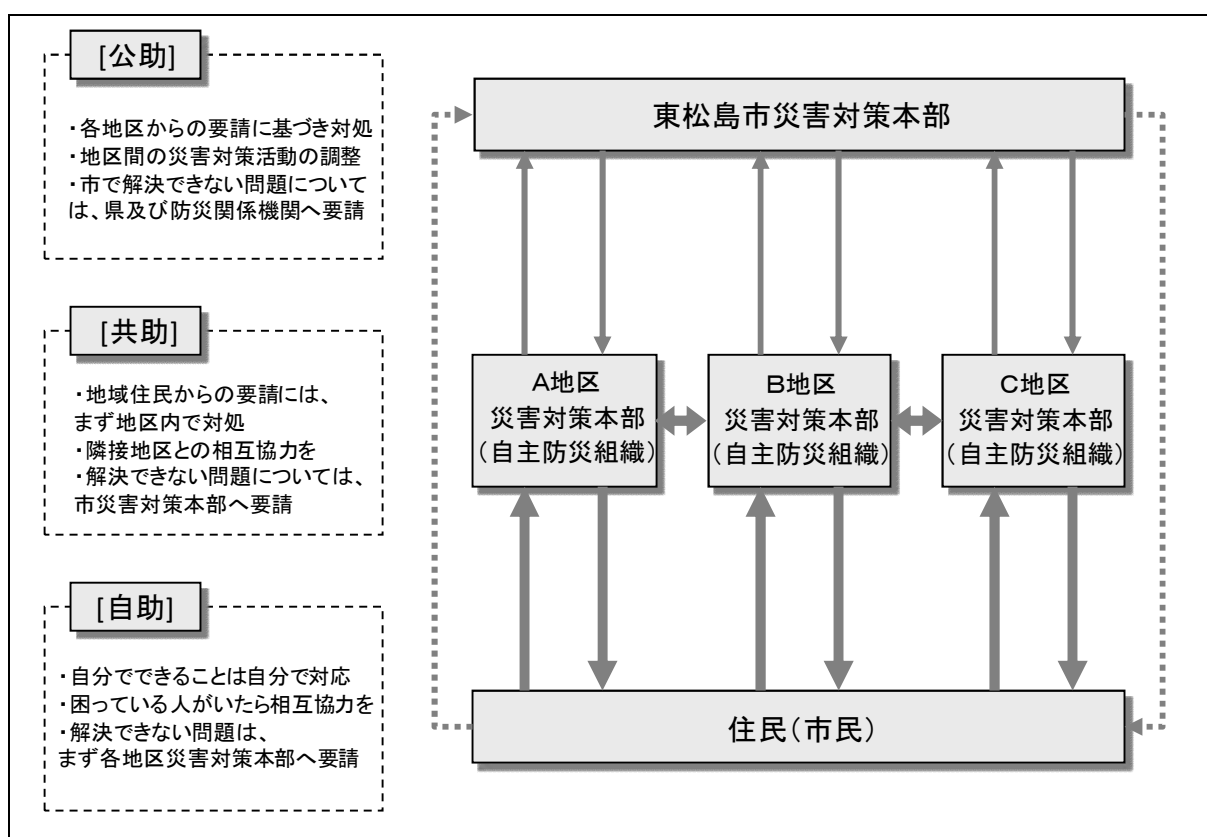 [公助]
・各地区からの要請に基づき対処
・地区間の災害対策活動の調整
・市で解決できない問題について
は、県及び防災関係機関へ要請
[共助]
・地域住民からの要請には、
まず地区内で対処
・隣接地区との相互協力を
・解決できない問題については、
市災害対策本部へ要請
[自助]
・自分でできることは自分で対応
・困っている人がいたら相互協力を
・解決できない問題は、
まず各地区災害対策本部へ要請
東松島市災害対策本部
A地区
災害対策本部
(自主防災組織)
B地区
災害対策本部
(自主防災組織)
C地区
災害対策本部
(自主防災組織)
住民(市民)